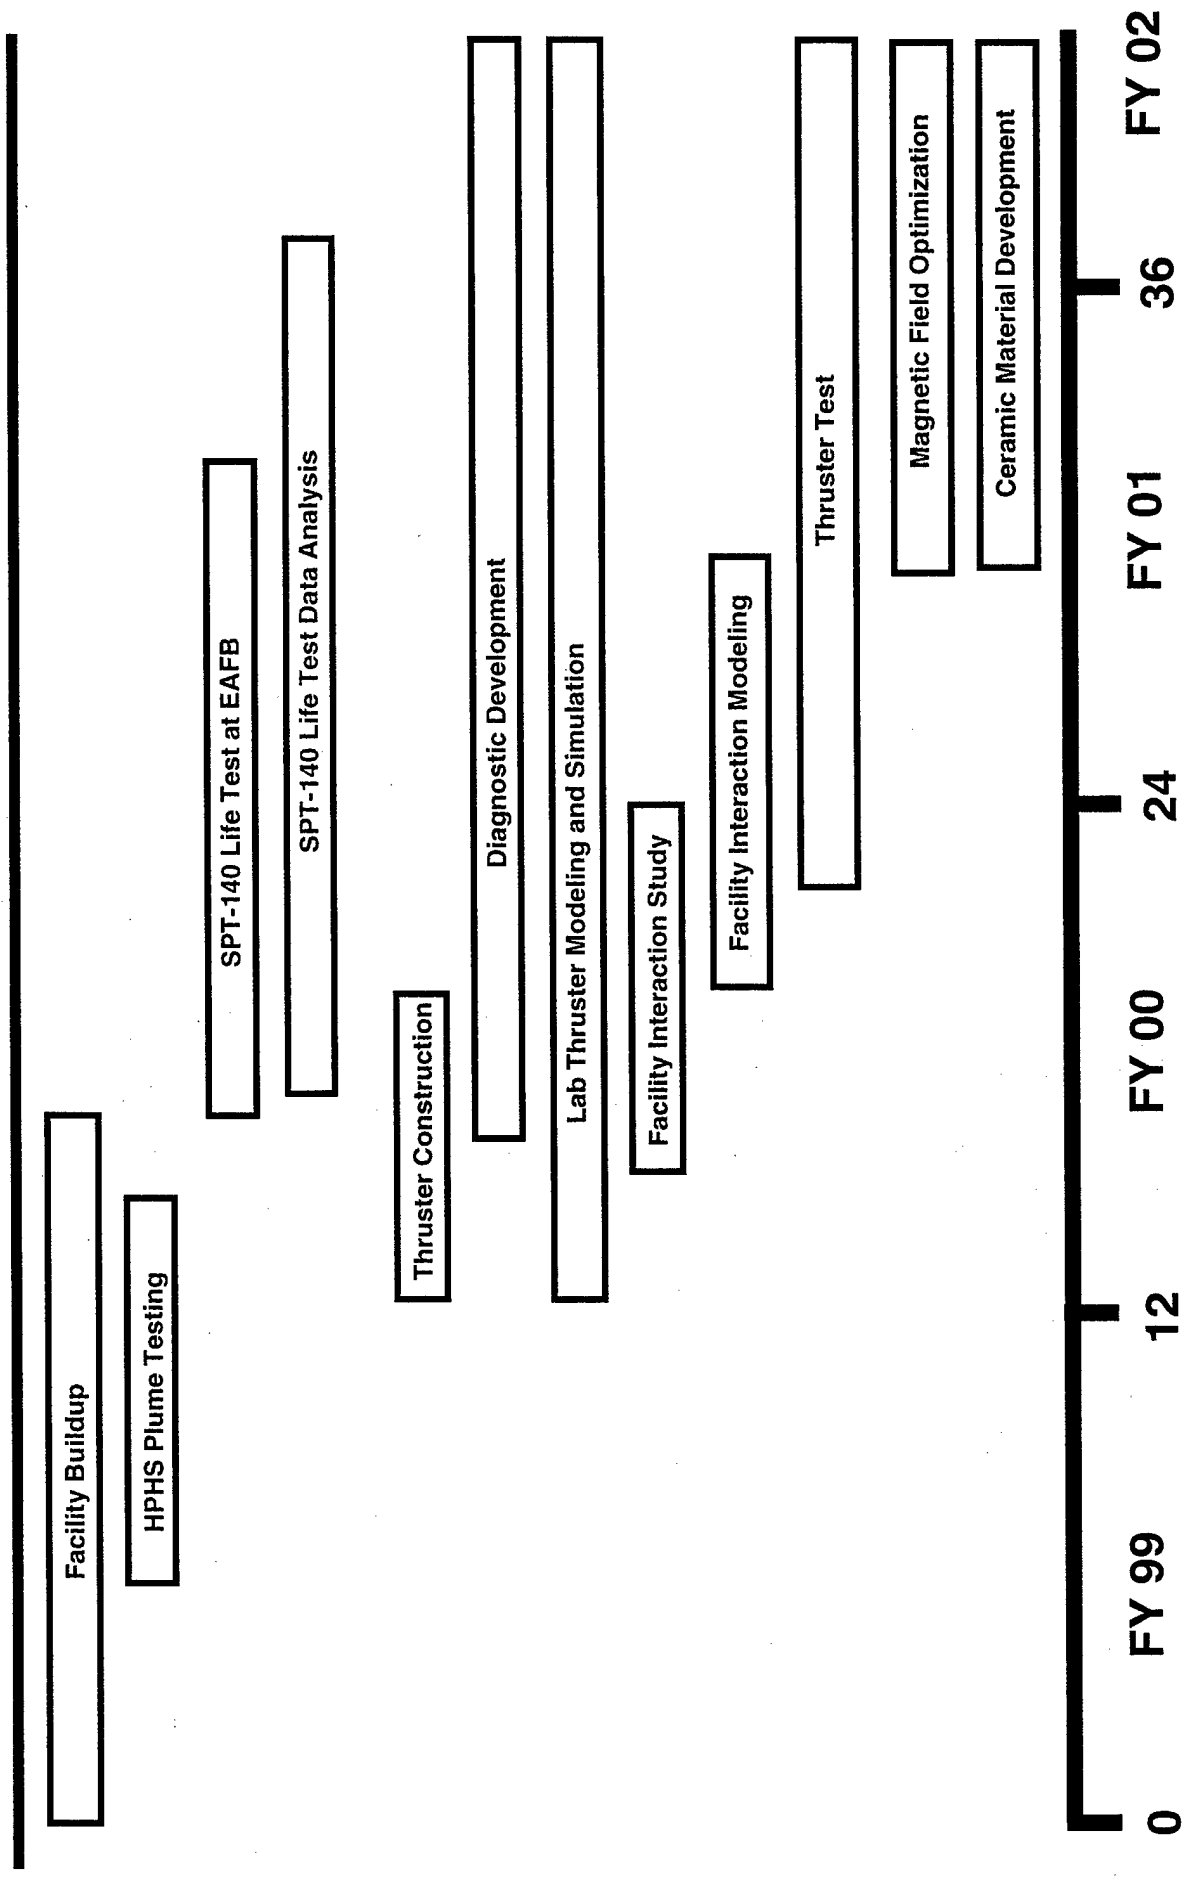 Facility Buildup
HPHS Plume Testing
SPT-140 Life Test at EAFB
SPT-140 Life Test Data Analysis
Thruster Construction
Diagnostic Development
Lab Thruster Modeling and Simulation
Facility Interaction Study
Facility Interaction Modeling
Thruster Test
Magnetic Field Optimization
Ceramic Material Development
0 12 24 36
FY 99 FY 00 FY 01 FY 02